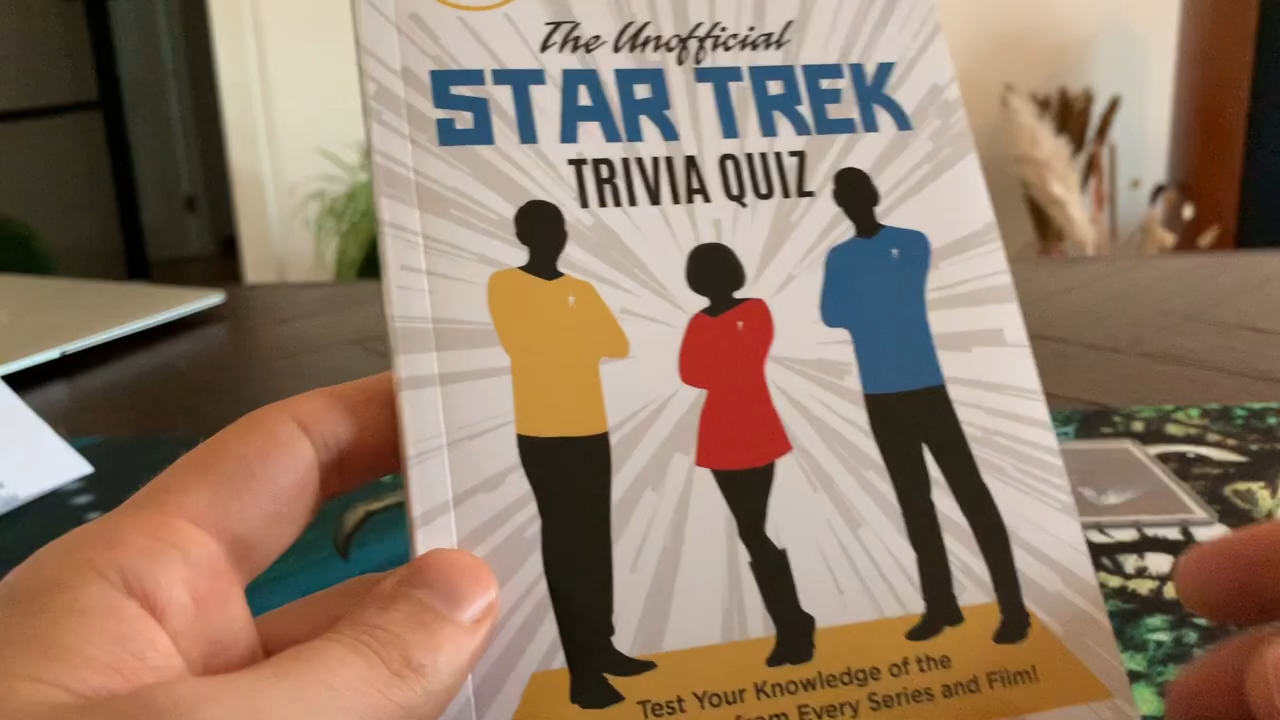 The Unofficial
STAR TREK
TRIVIA QUIZ
Test Your Knowledge of the
from Every Series and Film!